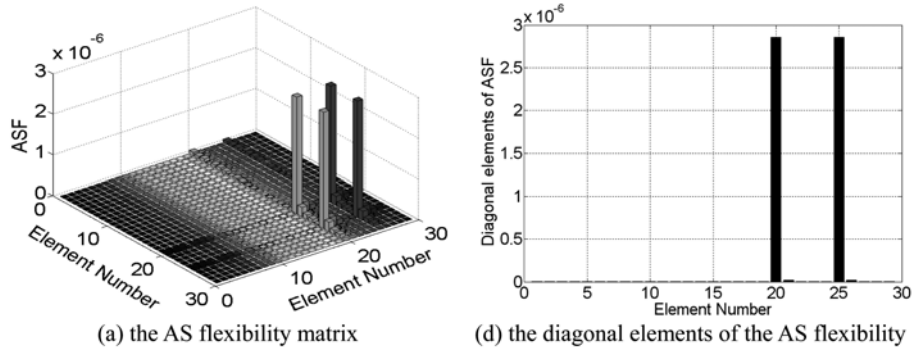 x 10⁻⁶
3
2
1
0
ASF
0
10
20
30
Element Number
0
10
20
30
Element Number
(a) the AS flexibility matrix
x 10⁻⁶
3
2.5
2
1.5
1
0.5
0
Diagonal elements of ASF
0 5 10 15 20 25 30
Element Number
(d) the diagonal elements of the AS flexibility